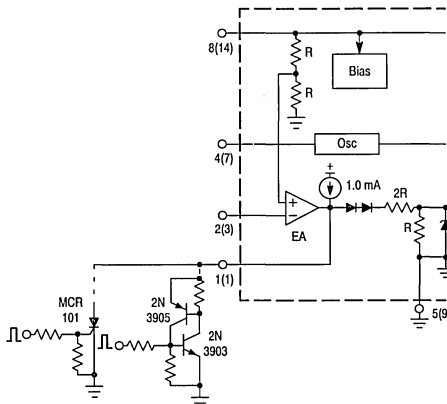 8(14)
R
R
Bias
4(7)
Osc
+
1.0 mA
2R
+
−
EA
R
2(3)
1(1)
5(9
MCR
101
2N
3905
2N
3903